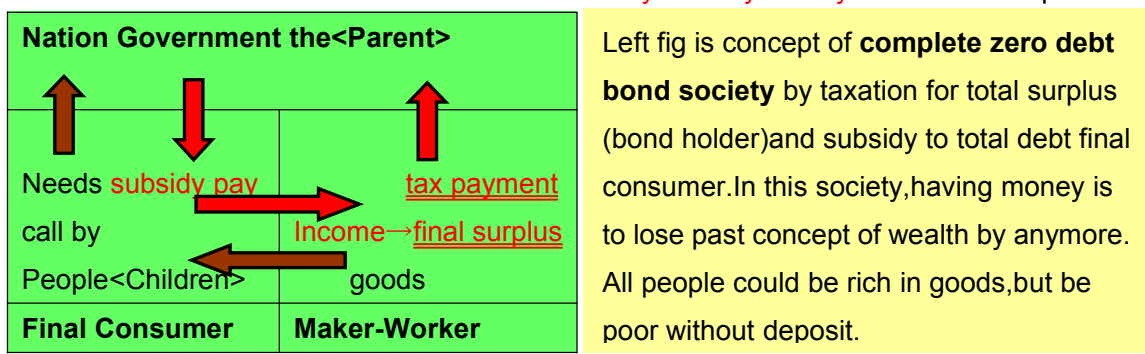 Nation Government the<Parent>
Needs subsidy pay
call by
People<Children>
tax payment
Income→final surplus
goods
Final Consumer
Maker-Worker
Left fig is concept of complete zero debt
bond society by taxation for total surplus
(bond holder)and subsidy to total debt final
consumer.In this society,having money is
to lose past concept of wealth by anymore.
All people could be rich in goods,but be
poor without deposit.